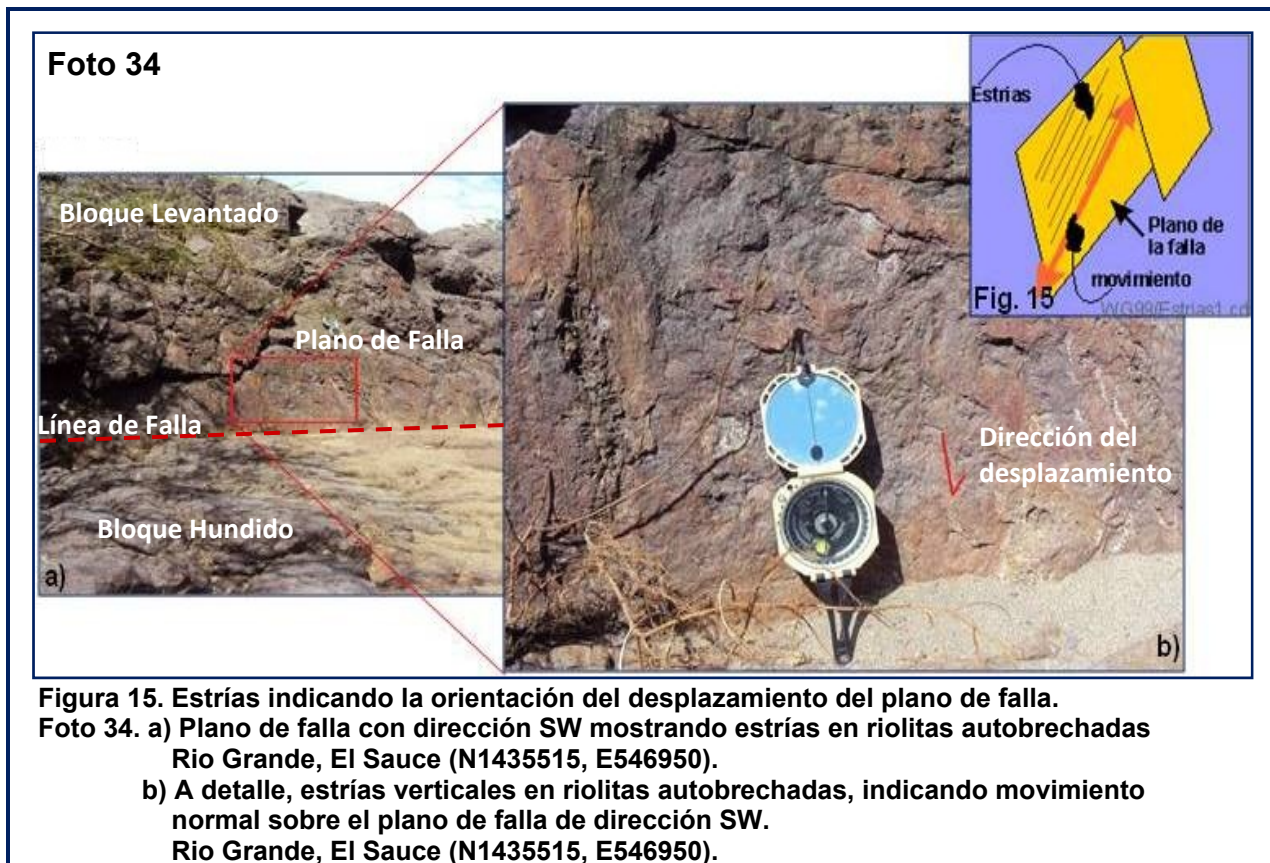 Foto 34
Estrías
Plano de
la falla
movimiento
Fig. 15
WG99/Estrias1.cd
Bloque Levantado
Plano de Falla
Línea de Falla
Bloque Hundido
a)
Dirección del
desplazamiento
b)
Figura 15. Estrías indicando la orientación del desplazamiento del plano de falla.
Foto 34. a) Plano de falla con dirección SW mostrando estrías en riolitas autobrechadas
Rio Grande, El Sauce (N1435515, E546950).
b) A detalle, estrías verticales en riolitas autobrechadas, indicando movimiento
normal sobre el plano de falla de dirección SW.
Rio Grande, El Sauce (N1435515, E546950).